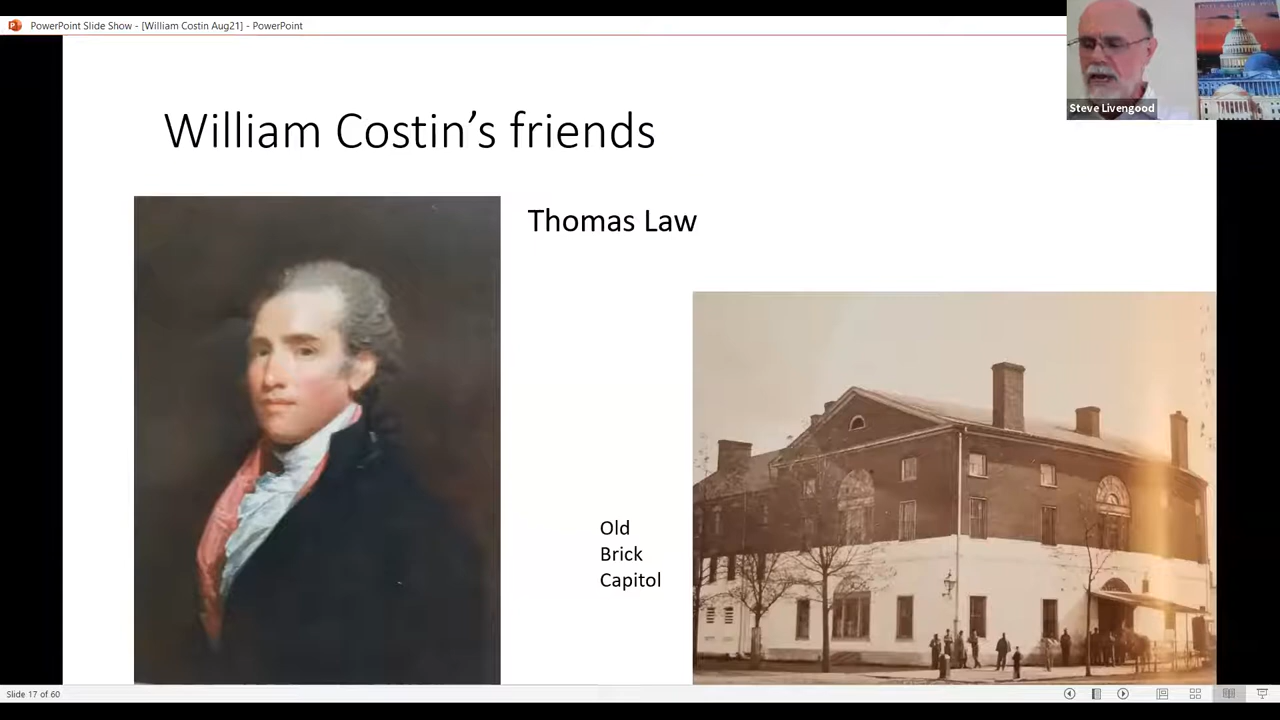 PowerPoint Slide Show - [William Costin Aug21] - PowerPoint
Steve Livengood
William Costin’s friends
Thomas Law
Old
Brick
Capitol
Slide 17 of 60